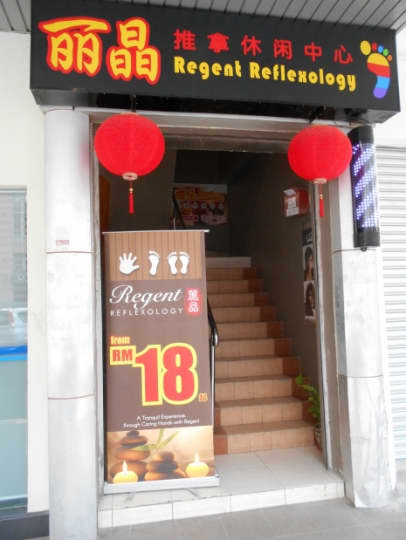 丽晶
推拿休闲中心
Regent Reflexology
Regent
REFLEXOLOGY
from
RM
18
起
A Tranquil Experience,
through Caring Hands with Regent